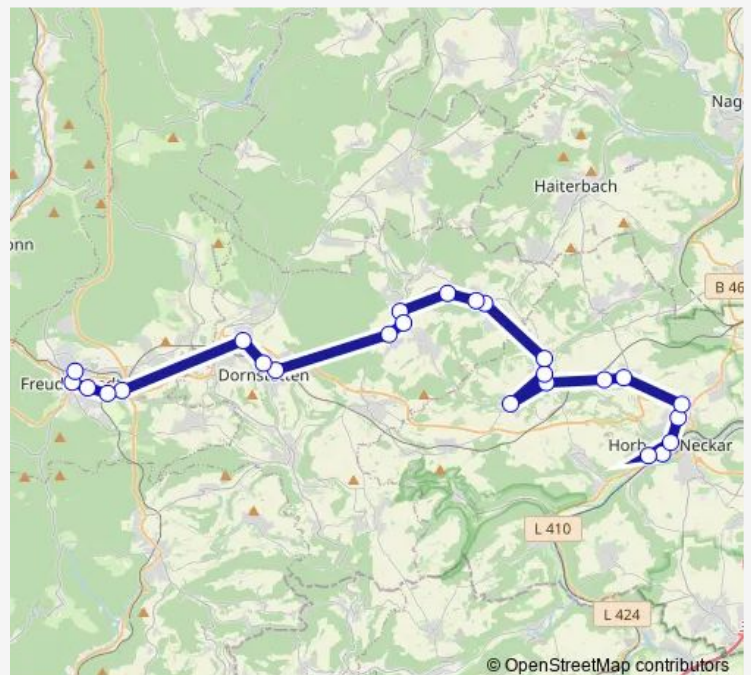 Nag
Haiterbach
onn
B 46
Freud
Dornstetten
Horb
Neckar
L 410
L 424
© OpenStreetMap contributors